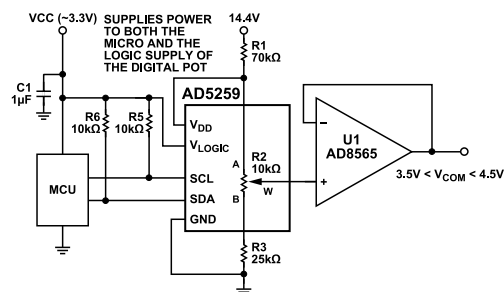 VCC (~3.3V)
SUPPLIES POWER
TO BOTH THE
MICRO AND THE
LOGIC SUPPLY OF
THE DIGITAL POT
14.4V
R1
70kΩ
C1
1µF
R6
10kΩ
R5
10kΩ
AD5259
VDD
VLOGIC
SCL
SDA
GND
MCU
A
B
W
R2
10kΩ
R3
25kΩ
−
+
U1
AD8565
3.5V < VCOM < 4.5V